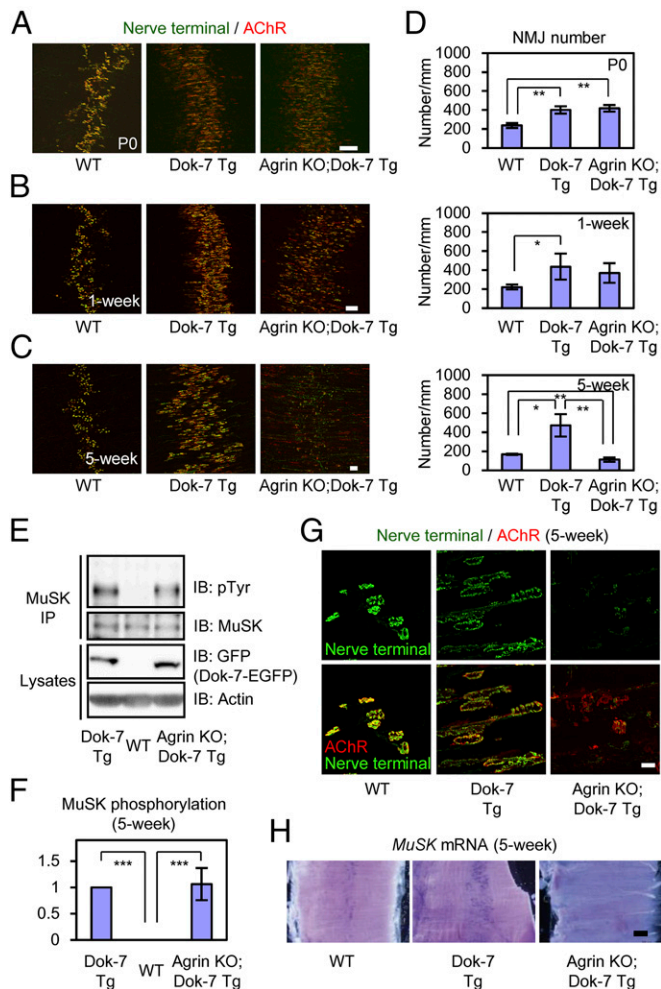 A
Nerve terminal / AChR
P0
WT
Dok-7 Tg
Agrin KO;Dok-7 Tg
B
1-week
WT
Dok-7 Tg
Agrin KO;Dok-7 Tg
C
5-week
WT
Dok-7 Tg
Agrin KO;Dok-7 Tg
D
NMJ number
Number/mm
1000
800
600
400
200
0
P0
**
**
WT
Dok-7
Tg
Agrin KO;
Dok-7 Tg
Number/mm
1000
800
600
400
200
0
1-week
*
WT
Dok-7
Tg
Agrin KO;
Dok-7 Tg
Number/mm
1000
800
600
400
200
0
5-week
**
*
**
WT
Dok-7
Tg
Agrin KO;
Dok-7 Tg
E
MuSK
IP
IB: pTyr
IB: MuSK
Lysates
IB: GFP
(Dok-7-EGFP)
IB: Actin
Dok-7
Tg
WT
Agrin KO;
Dok-7 Tg
F
MuSK phosphorylation
(5-week)
1.5
1
0.5
0
***
***
Dok-7
Tg
WT
Agrin KO;
Dok-7 Tg
G
Nerve terminal / AChR (5-week)
Nerve terminal
AChR
Nerve terminal
WT
Dok-7
Tg
Agrin KO;
Dok-7 Tg
H
MuSK mRNA (5-week)
WT
Dok-7
Tg
Agrin KO;
Dok-7 Tg